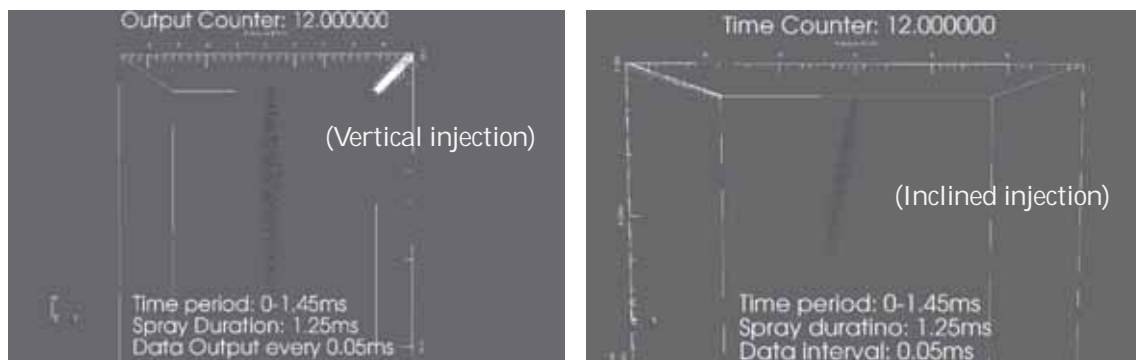 Output Counter: 12.000000
(Vertical injection)
Time period: 0-1.45ms
Spray Duration: 1.25ms
Data Output every 0.05ms
Time Counter: 12.000000
(Inclined injection)
Time period: 0-1.45ms
Spray duratino: 1.25ms
Data interval: 0.05ms